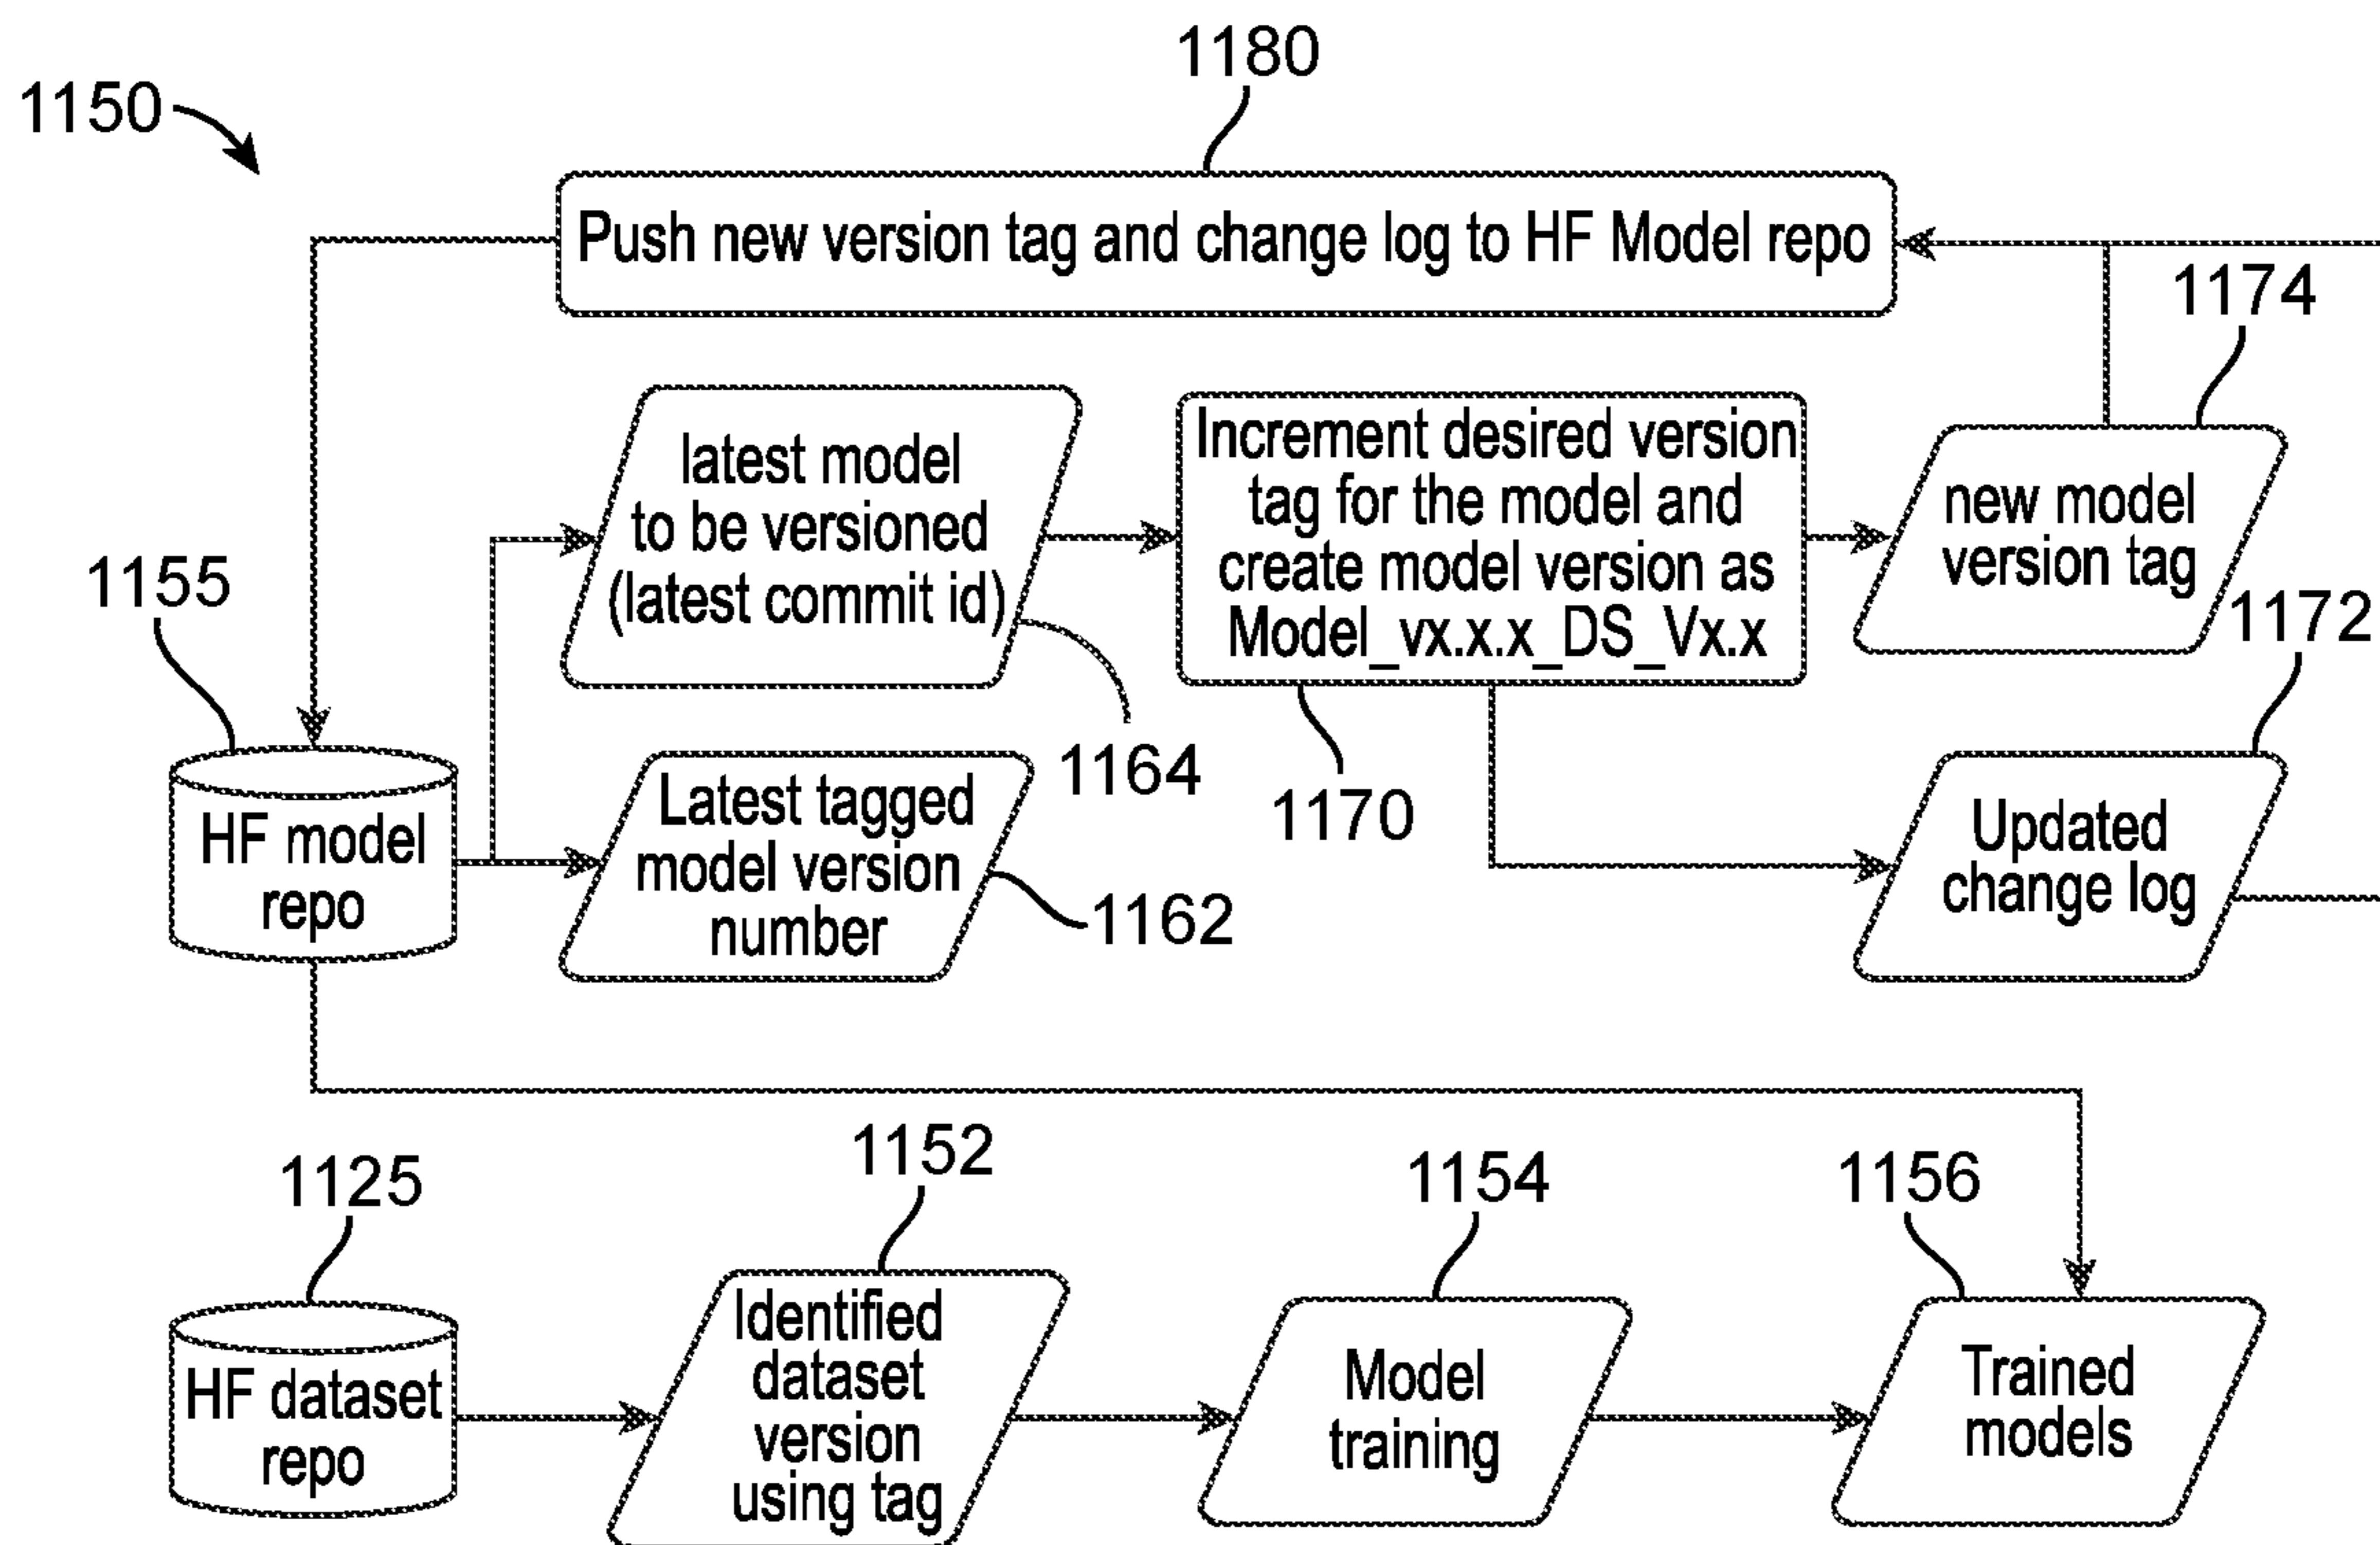 1180
1150
Push new version tag and change log to HF Model repo
1174
latest model
to be versioned
(latest commit id)
Increment desired version
tag for the model and
create model version as
Model_vx.x.x_DS_Vx.x
new model
version tag
1155
1172
1164
1170
HF model
repo
Latest tagged
model version
number
1162
Updated
change log
1125
1152
1154
1156
HF dataset
repo
Identified
dataset
version
using tag
Model
training
Trained
models